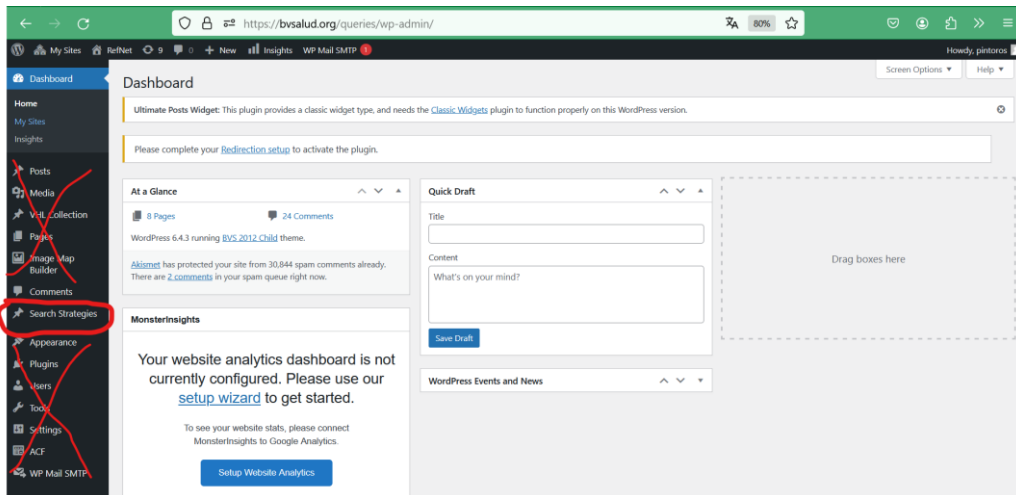 https://bvsalud.org/queries/wp-admin/
80%
My Sites RefNet 9 0 + New Insights WP Mail SMTP 1
Howdy, pintoros
Dashboard
Home
My Sites
Insights
Posts
Media
VHL Collection
Pages
Image Map
Builder
Comments
Search Strategies
Appearance
Plugins
Users
Tools
Settings
ACF
WP Mail SMTP
Screen Options Help
Dashboard
Ultimate Posts Widget: This plugin provides a classic widget type, and needs the Classic Widgets plugin to function properly on this WordPress version.
Please complete your Redirection setup to activate the plugin.
At a Glance
8 Pages 24 Comments
WordPress 6.4.3 running BVS 2012 Child theme.
Akismet has protected your site from 30,844 spam comments already.
There are 2 comments in your spam queue right now.
MonsterInsights
Your website analytics dashboard is not
currently configured. Please use our
setup wizard to get started.
To see your website stats, please connect
MonsterInsights to Google Analytics.
Setup Website Analytics
Quick Draft
Title
Content
What's on your mind?
Save Draft
WordPress Events and News
Drag boxes here